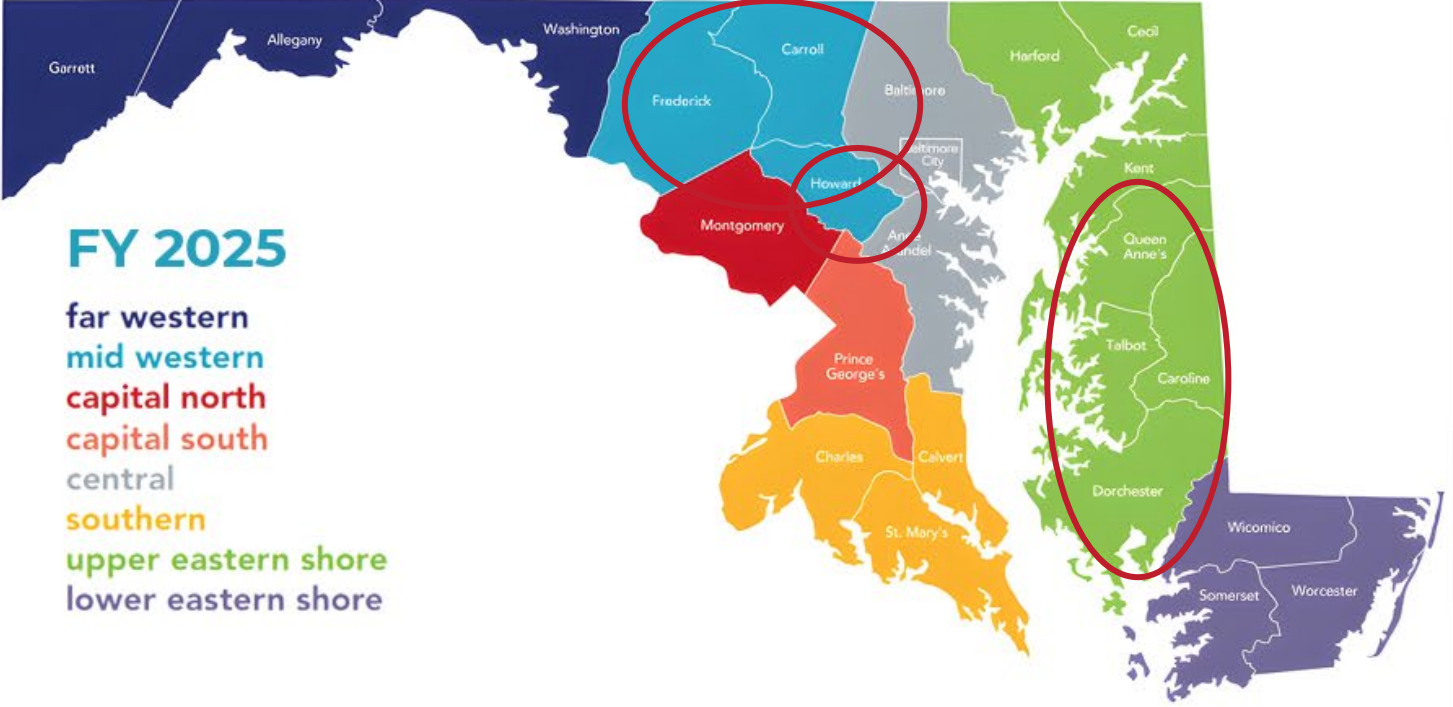 Garrett
Allegany
Washington
Frederick
Carroll
Baltimore
Baltimore
City
Harford
Cecil
Kent
Howard
Montgomery
Anne
Arundel
Queen
Anne's
Talbot
Caroline
Prince
George's
Charles
Calvert
St. Mary's
Dorchester
Wicomico
Somerset
Worcester
FY 2025
far western
mid western
capital north
capital south
central
southern
upper eastern shore
lower eastern shore